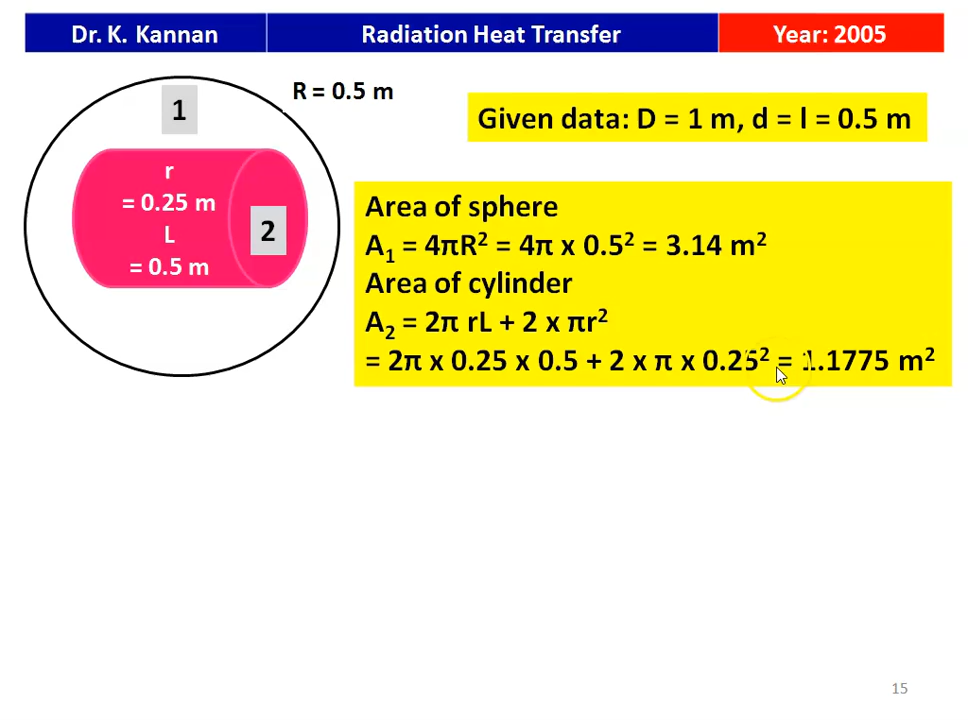 Dr. K. Kannan
Radiation Heat Transfer
Year: 2005
1
R = 0.5 m
Given data: D = 1 m, d = l = 0.5 m
r
= 0.25 m
L
= 0.5 m
2
Area of sphere
A₁ = 4πR² = 4π x 0.5² = 3.14 m²
Area of cylinder
A₂ = 2π rL + 2 x πr²
= 2π x 0.25 x 0.5 + 2 x π x 0.25² = 1.1775 m²
15